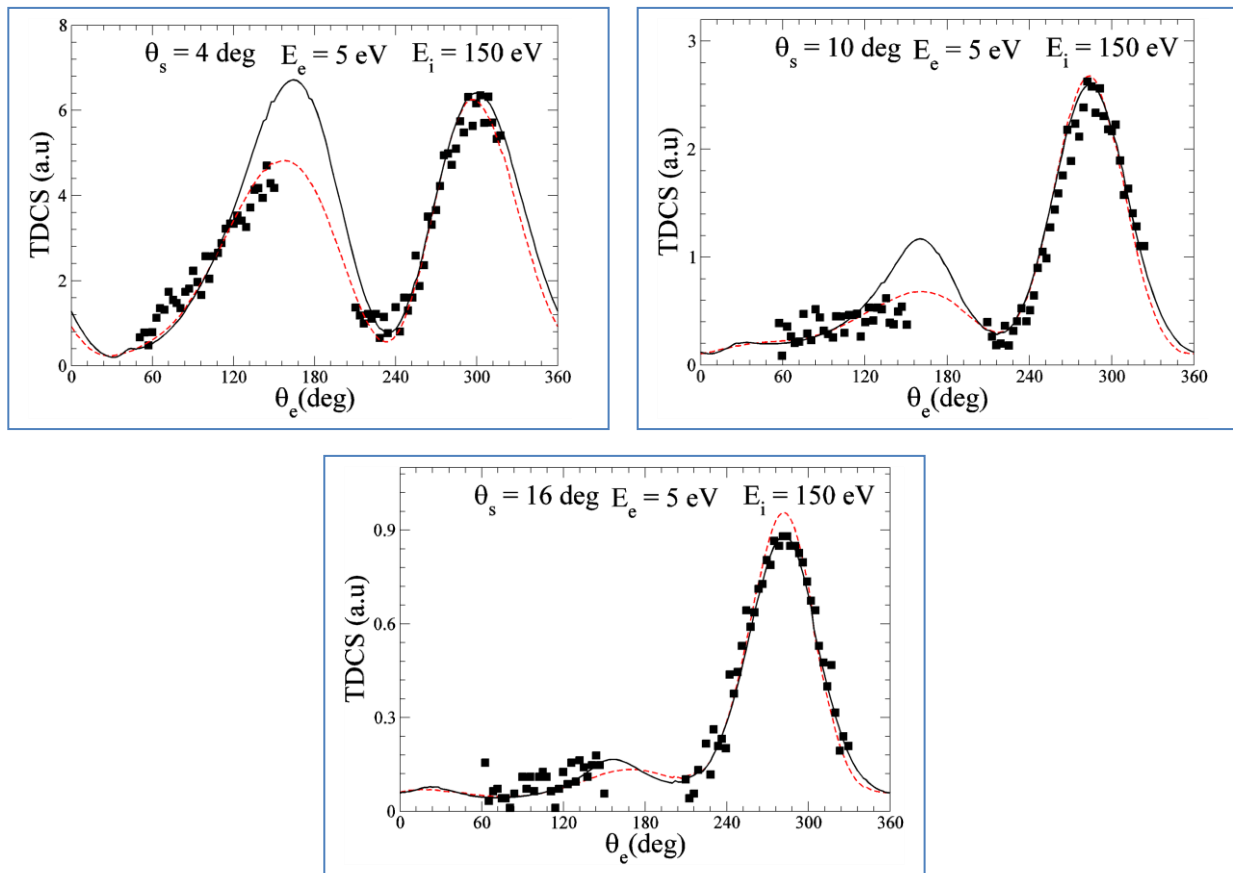 θs = 4 deg Ee = 5 eV Ei = 150 eV
8
6
4
2
0
TDCS (a.u)
0 60 120 180 240 300 360
θe(deg)
θs = 10 deg Ee = 5 eV Ei = 150 eV
3
2
1
0
TDCS (a.u)
0 60 120 180 240 300 360
θe(deg)
θs = 16 deg Ee = 5 eV Ei = 150 eV
0.9
0.6
0.3
0
TDCS (a.u)
0 60 120 180 240 300 360
θe(deg)